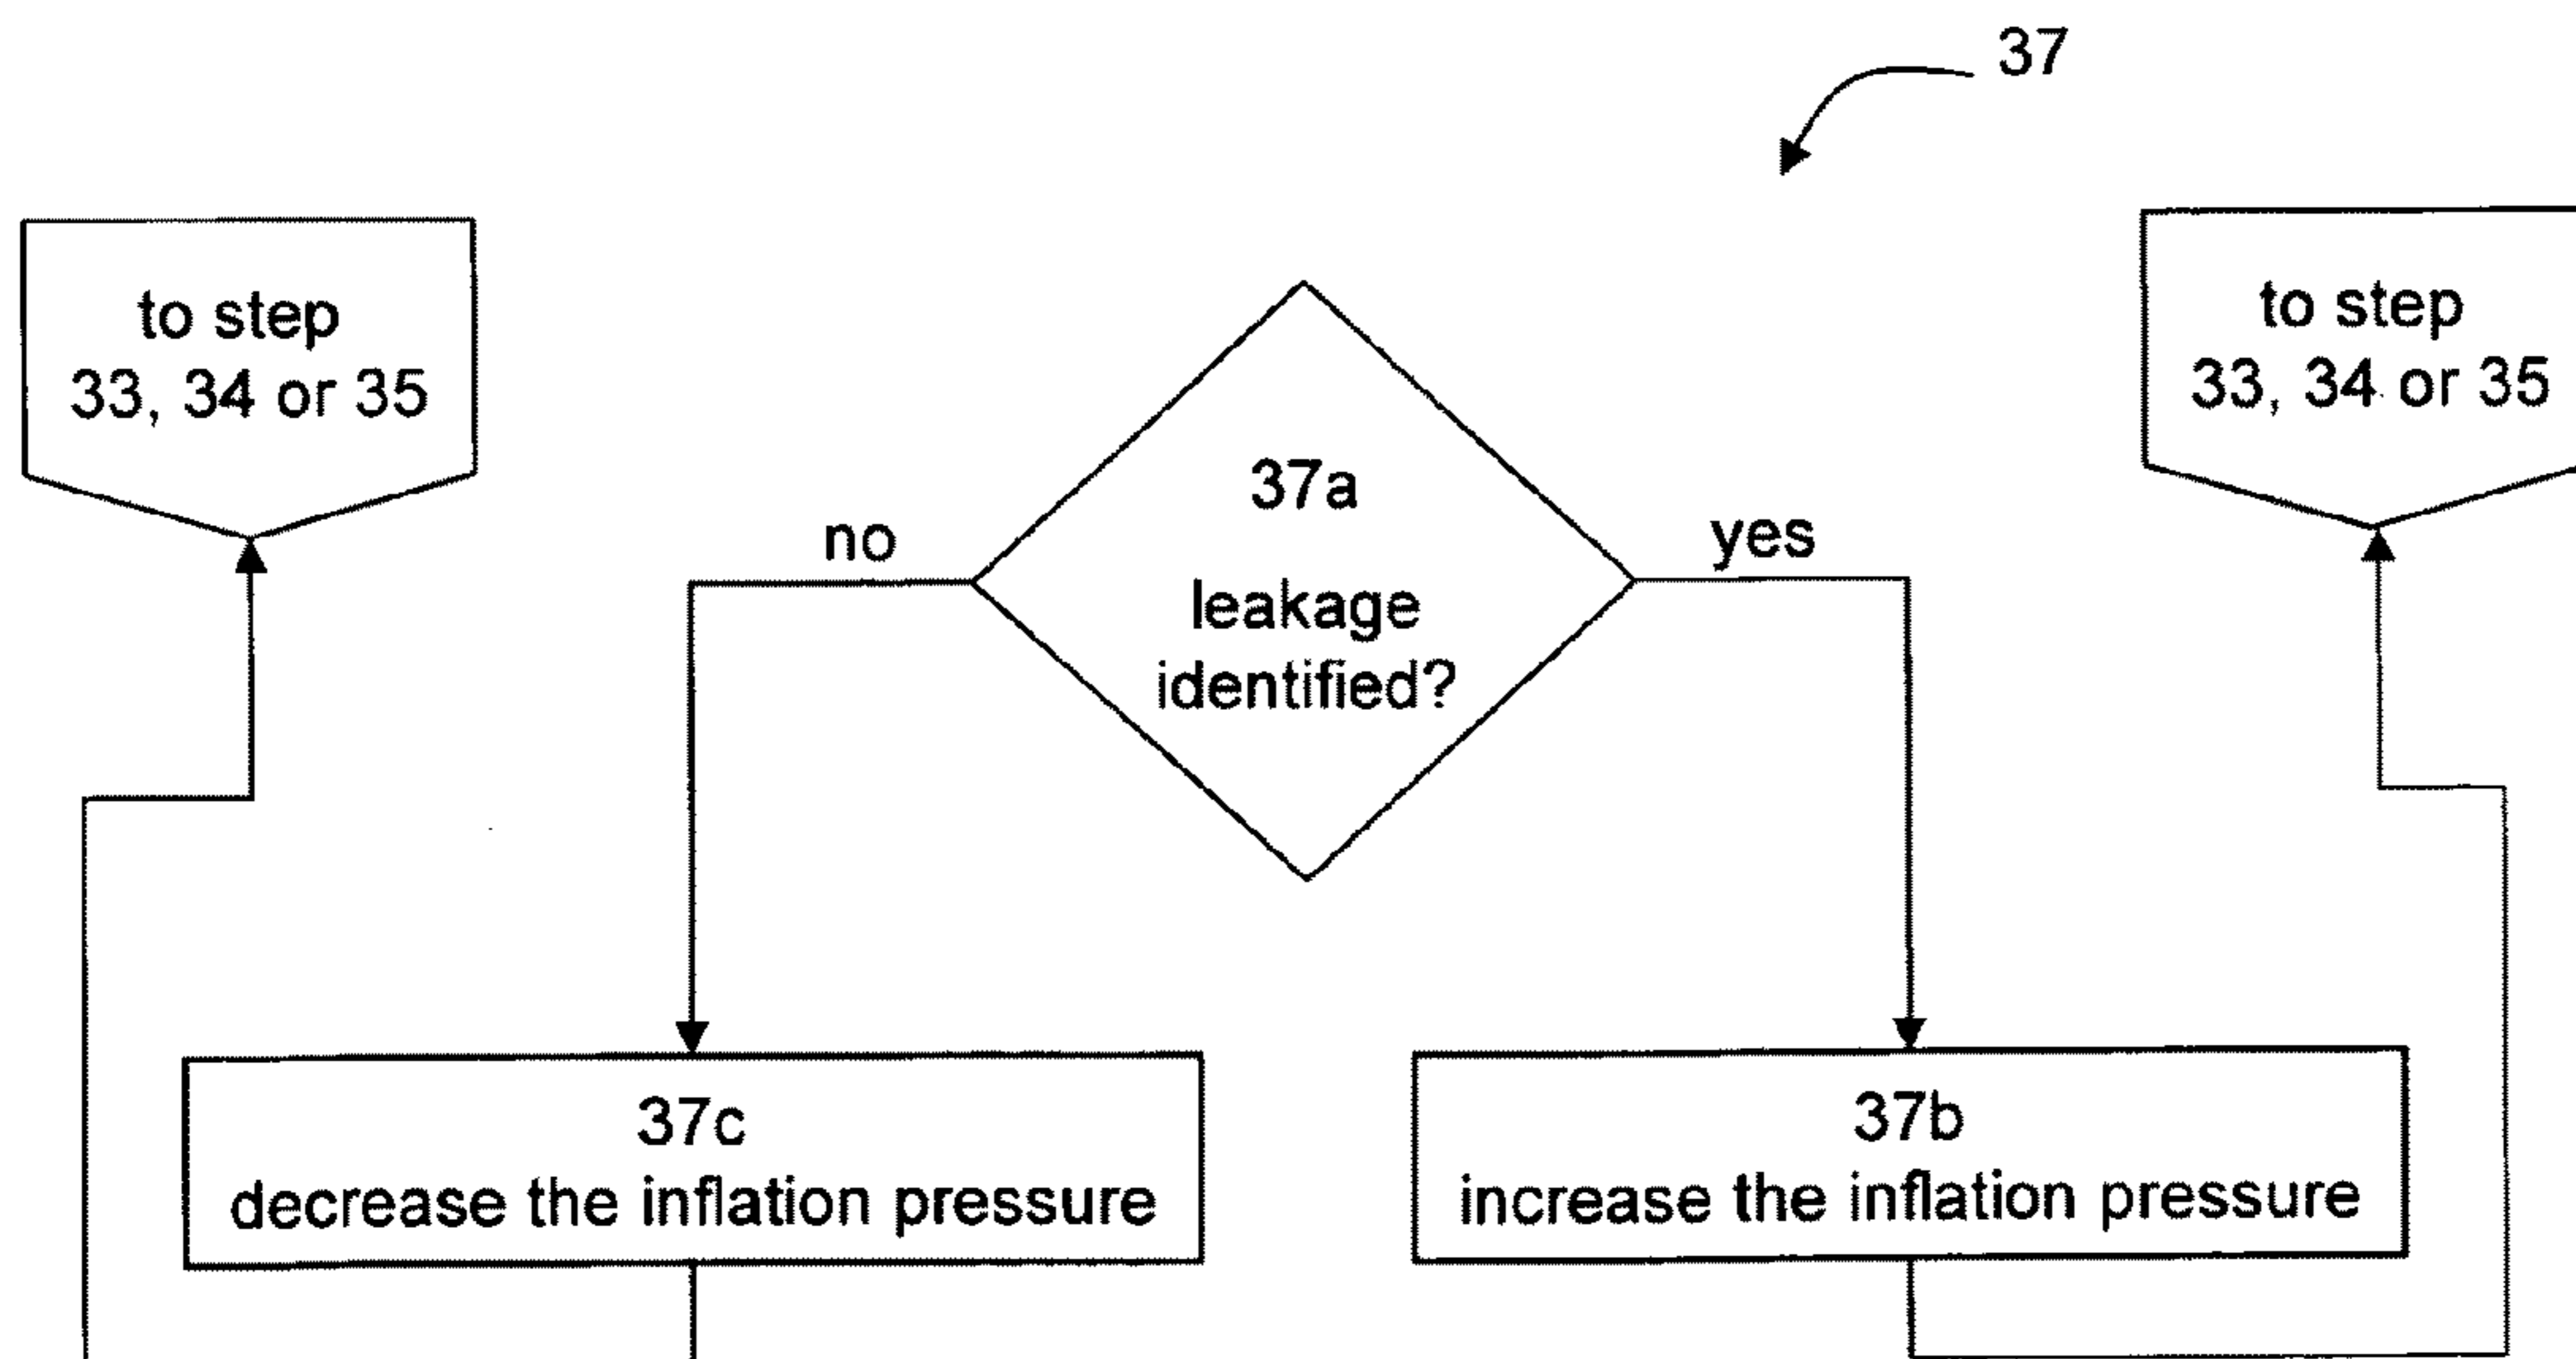 37
to step
33, 34 or 35
to step
33, 34 or 35
37a
leakage
identified?
no
yes
37c
decrease the inflation pressure
37b
increase the inflation pressure